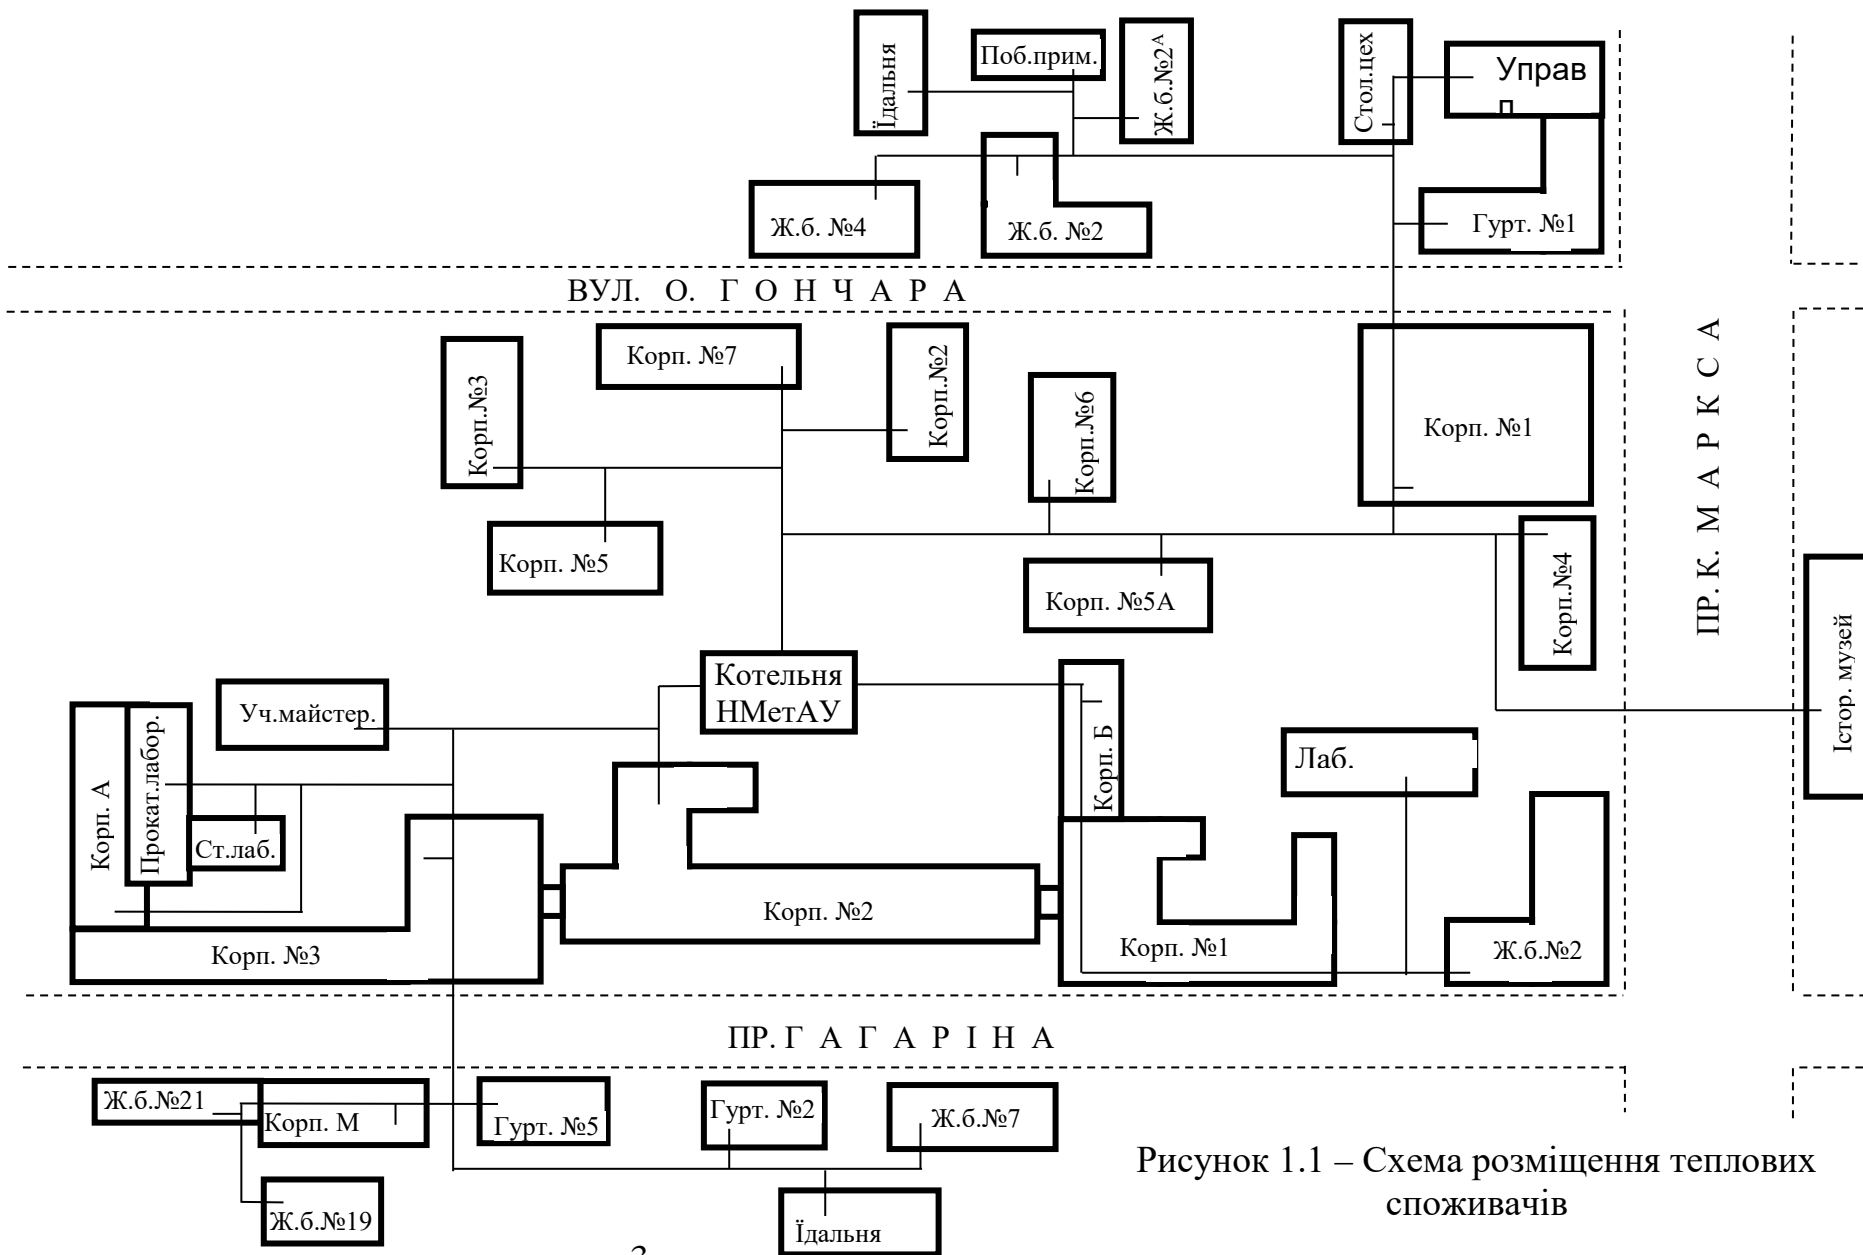 Їдальня
Поб.прим.
Ж.б.№2А
Стол.цех
Управ
л
Ж.б. №4
Ж.б. №2
Гурт. №1
ВУЛ. О. Г О Н Ч А Р А
Корп.№3
Корп. №7
Корп.№2
Корп.№6
Корп. №1
ПР. К. М А Р К С А
Корп. №5
Корп. №5А
Корп.№4
Істор. музей
Котельня
НМетАУ
Уч.майстер.
Корп. А
Прокат.лабор.
Ст.лаб.
Корп. Б
Лаб.
Корп. №3
Корп. №2
Корп. №1
Ж.б.№2
ПР. Г А Г А Р І Н А
Ж.б.№21
Корп. М
Гурт. №5
Гурт. №2
Ж.б.№7
Ж.б.№19
Їдальня
Рисунок 1.1 – Схема розміщення теплових
споживачів